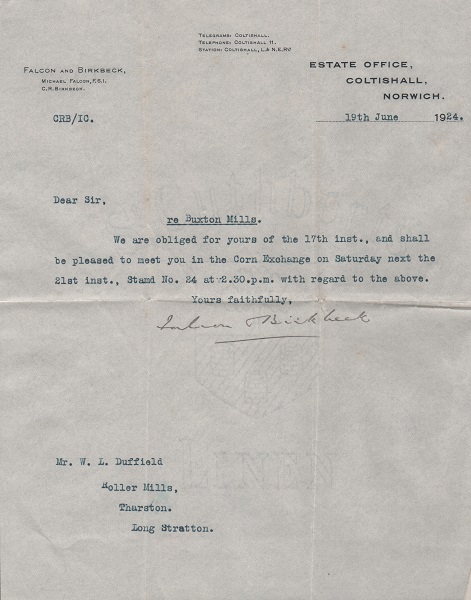 Telegrams: Coltishall.
Telephone: Coltishall 11.
Station: Coltishall, L.&N.E.RY
Falcon and Birkbeck,
Michael Falcon, F.S.I.
C.R. Birkbeck.
ESTATE OFFICE,
COLTISHALL,
NORWICH.
CRB/IC.
19th June 1924.
Dear Sir,
re Buxton Mills.
We are obliged for yours of the 17th inst., and shall
be pleased to meet you in the Corn Exchange on Saturday next the
21st inst., Stand No. 24 at 2.30.p.m. with regard to the above.
Yours faithfully,
Falcon & Birkbeck
Mr. W. L. Duffield
Roller Mills,
Tharston.
Long Stratton.